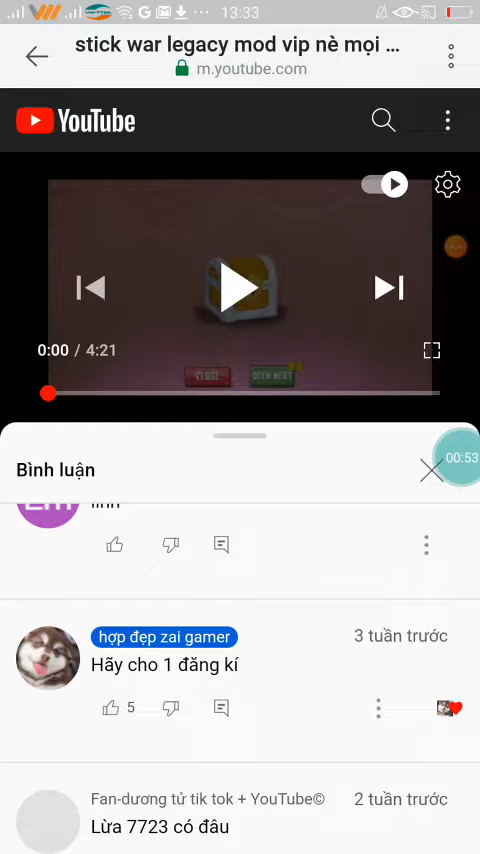 13:33
stick war legacy mod vip nè mọi ...
m.youtube.com
YouTube
0:00 / 4:21
CLOSE
OPEN NEXT
Bình luận
00:53
linh
hợp đẹp zai gamer
3 tuần trước
Hãy cho 1 đăng kí
5
Fan-dương tử tik tok + YouTube©
2 tuần trước
Lừa 7723 có đâu